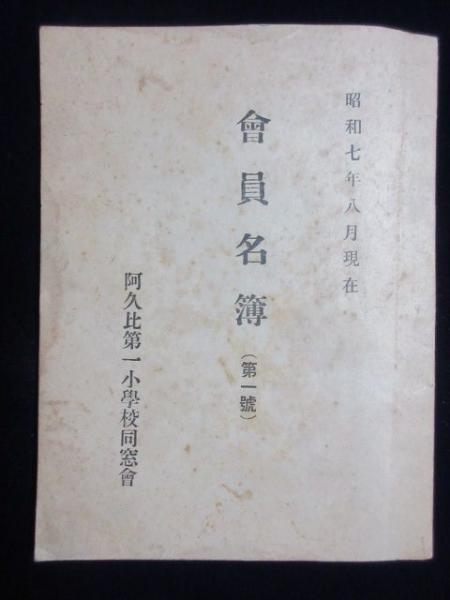 昭和七年八月現在
會員名簿(第一號)
阿久比第一小學校同窓會